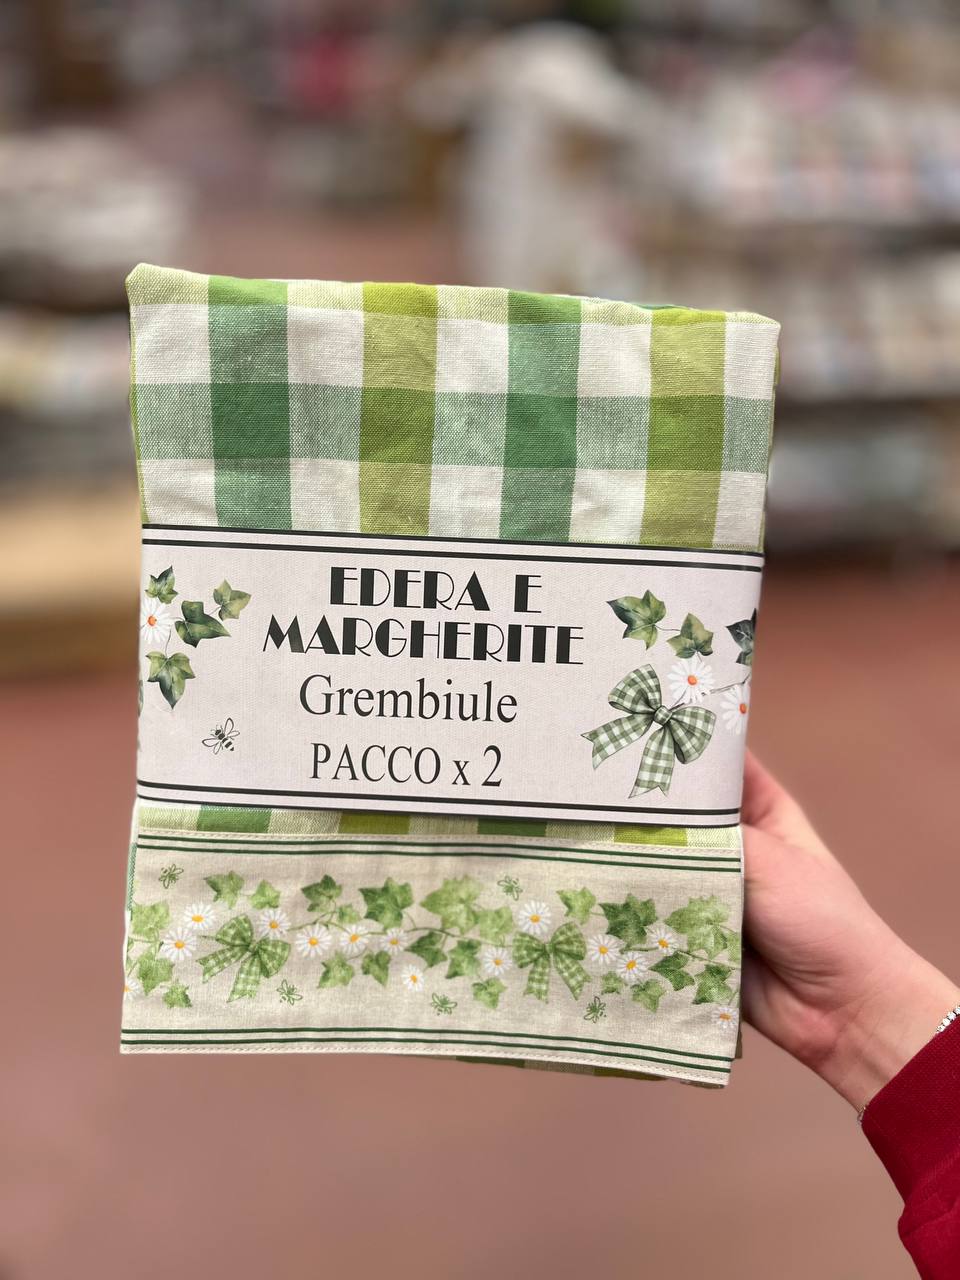 EDERA E
MARGHERITE
Grembiule
PACCO x 2